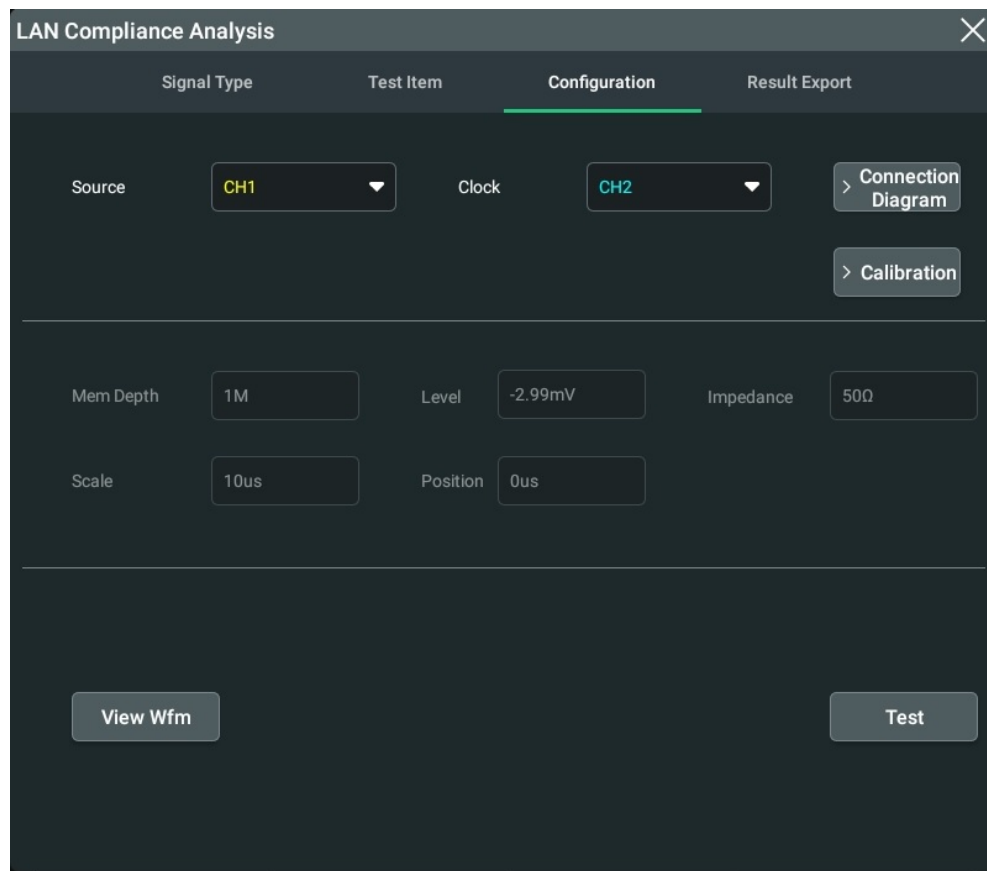 LAN Compliance Analysis
Signal Type Test Item Configuration Result Export
Source CH1 Clock CH2 > Connection
Diagram
> Calibration
Mem Depth 1M Level -2.99mV Impedance 50Ω
Scale 10us Position 0us
View Wfm Test